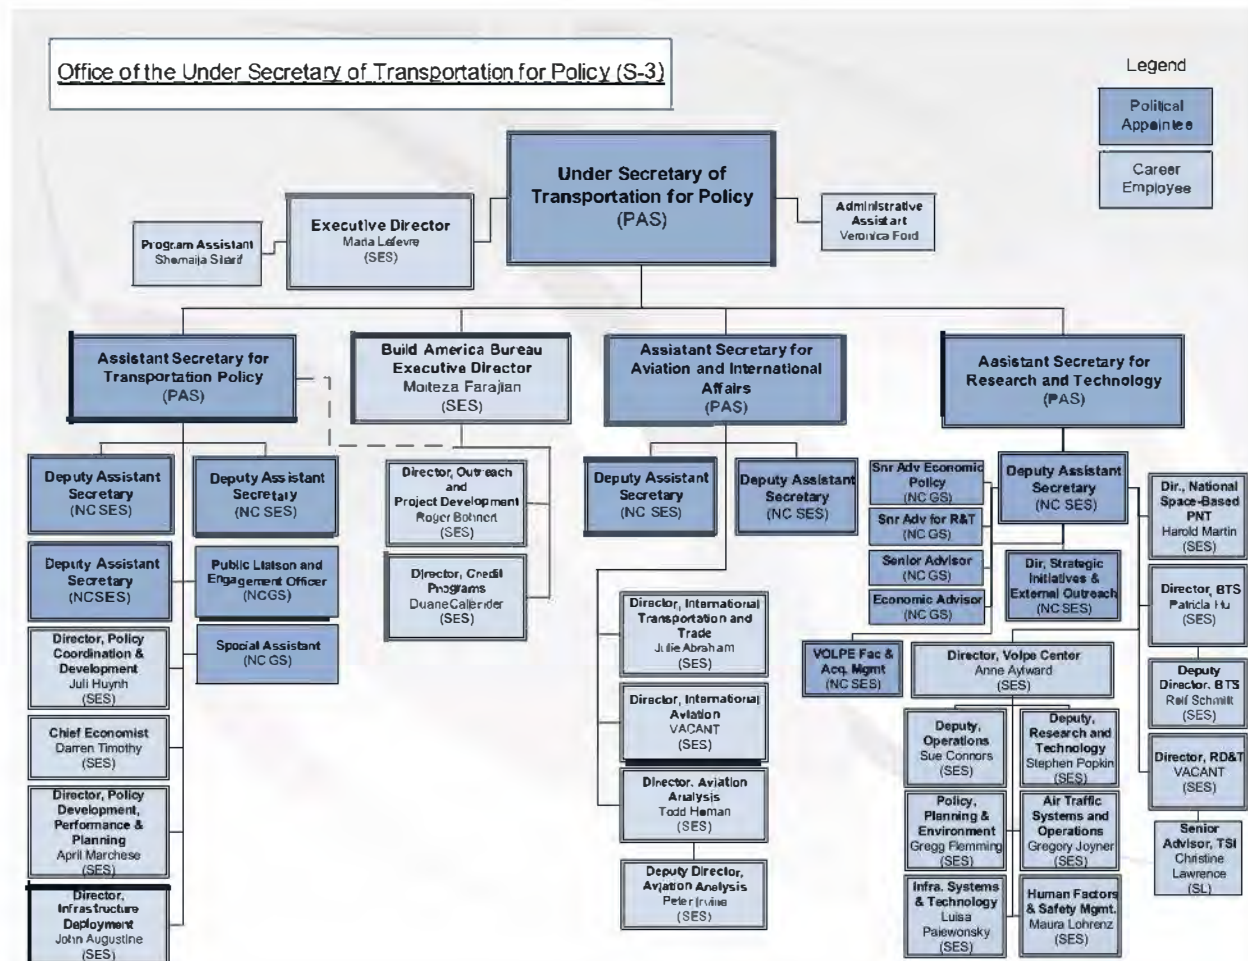 Office of the Under Secretary of Transportation for Policy (S-3)
Legend
Political
Appointee
Career
Employee
Under Secretary of
Transportation for Policy
(PAS)
Executive Director
Maria Lefevre
(SES)
Program Assistant
Administrative
Assistant
Veronica Ford
Assistant Secretary for
Transportation Policy
(PAS)
Build America Bureau
Executive Director
Farajian
(SES)
Assistant Secretary for
Aviation and International
Affairs
(PAS)
Assistant Secretary for
Research and Technology
(PAS)
Deputy Assistant
Secretary
(NC SES)
Deputy Assistant
Secretary
(NC SES)
Deputy Assistant
Secretary
(NCSES)
Public Liaison and
Engagement Officer
(NCGS)
Special Assistant
(NC GS)
Director, Policy
Coordination &
Development
Juli Huynh
(SES)
Chief Economist
Darren Timothy
(SES)
Director, Policy
Development,
Performance &
Planning
April Marchese
(SES)
Director,
Infrastructure
Deployment
John Augustine
(SES)
Director, Outreach
and
Project Development
Roger Bohnert
(SES)
Director, Credit
Programs
Duane Callender
(SES)
Deputy Assistant
Secretary
(NC SES)
Deputy Assistant
Secretary
(NC SES)
Director, International
Transportation and
Trade
Julie Abraham
(SES)
Director, International
Aviation
VACANT
(SES)
Director, Aviation
Analysis
Todd Homan
(SES)
Deputy Director,
Aviation Analysis
Peter Irvine
(SES)
Snr Adv Economic
Policy
(NC GS)
Snr Adv for R&T
(NC GS)
Senior Advisor
(NC GS)
Economic Advisor
(NC GS)
Deputy Assistant
Secretary
(NC SES)
Dir, Strategic
Initiatives &
External Outreach
(NC SES)
Dir., National
Space-Based
PNT
Harold Martin
(SES)
Director, BTS
Patricia Hu
(SES)
Deputy
Director, BTS
Rolf Schmitt
(SES)
Director, RD&T
VACANT
(SES)
Senior
Advisor, TSI
Christine
Lawrence
(SL)
VOLPE Fac &
Acq. Mgmt
(NC SES)
Director, Volpe Center
Anne Aylward
(SES)
Deputy,
Operations
Sue Connors
(SES)
Deputy,
Research and
Technology
Stephen Popkin
(SES)
Policy,
Planning &
Environment
Gregg Flemming
(SES)
Air Traffic
Systems and
Operations
Gregory Joyner
(SES)
Infra. Systems
& Technology
Luisa
Paiewonsky
(SES)
Human Factors
& Safety Mgmt.
Maura Lohrenz
(SES)